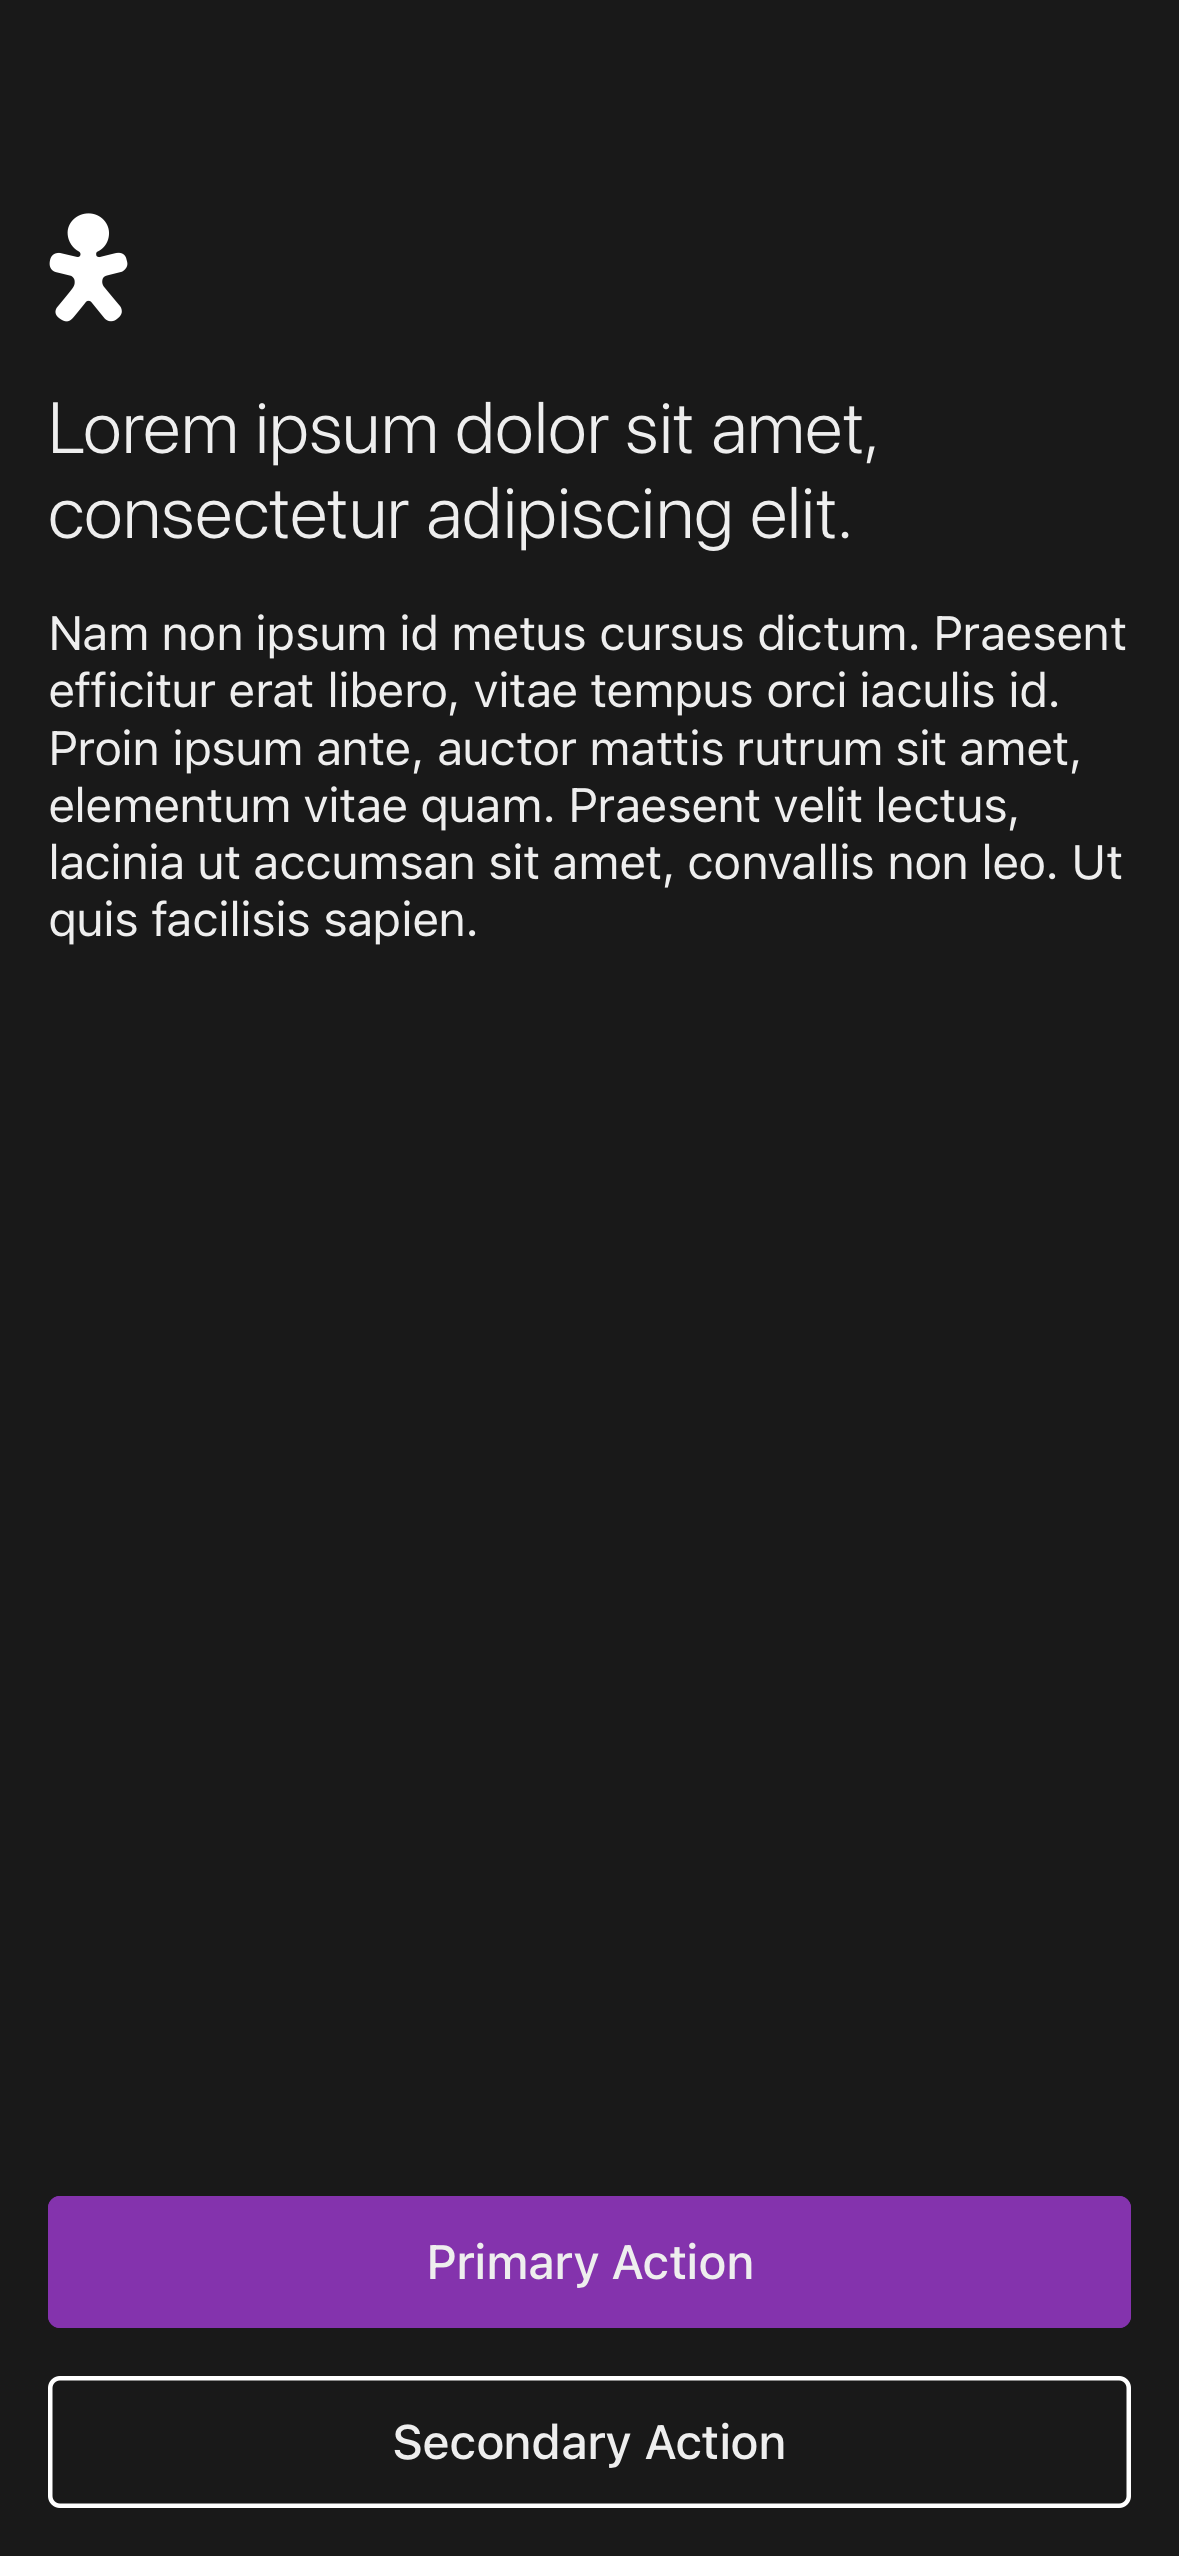 Lorem ipsum dolor sit amet,
consectetur adipiscing elit.
Nam non ipsum id metus cursus dictum. Praesent
efficitur erat libero, vitae tempus orci iaculis id.
Proin ipsum ante, auctor mattis rutrum sit amet,
elementum vitae quam. Praesent velit lectus,
lacinia ut accumsan sit amet, convallis non leo. Ut
quis facilisis sapien.
Primary Action
Secondary Action